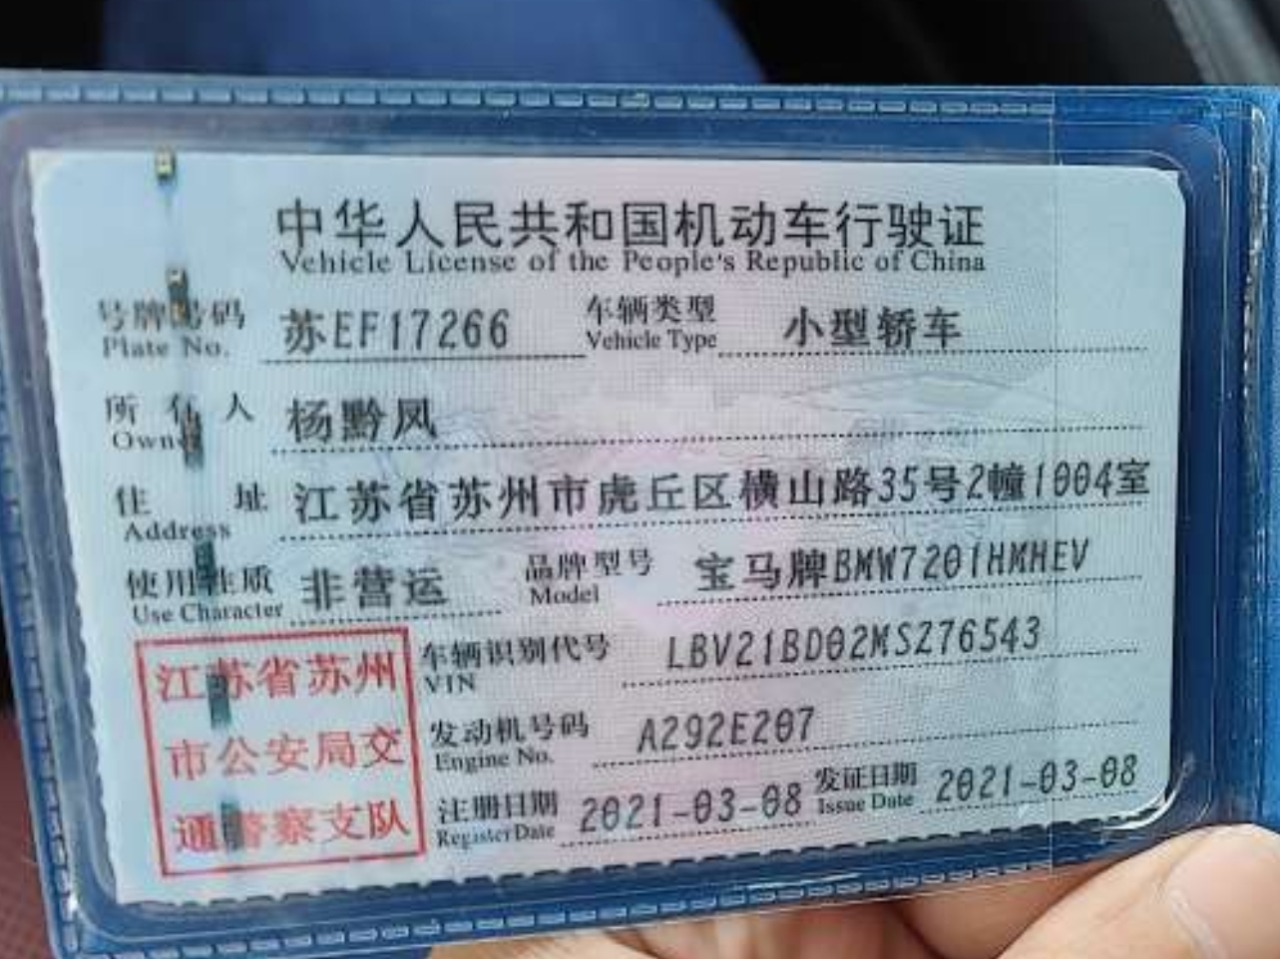 中华人民共和国机动车行驶证
Vehicle License of the People's Republic of China
号牌号码 苏EF17266 车辆类型 小型轿车
Plate No. Vehicle Type
所有人 杨黔凤
Owner
住址 江苏省苏州市虎丘区横山路35号2幢1004室
Address
使用性质 非营运 品牌型号 宝马牌BMW7201HMHEV
Use Character Model
江苏省苏州
市公安局交
通警察支队
车辆识别代号 LBV21BD02MS276543
VIN
发动机号码 A292E207
Engine No.
注册日期 2021-03-08 发证日期 2021-03-08
Register Date Issue Date